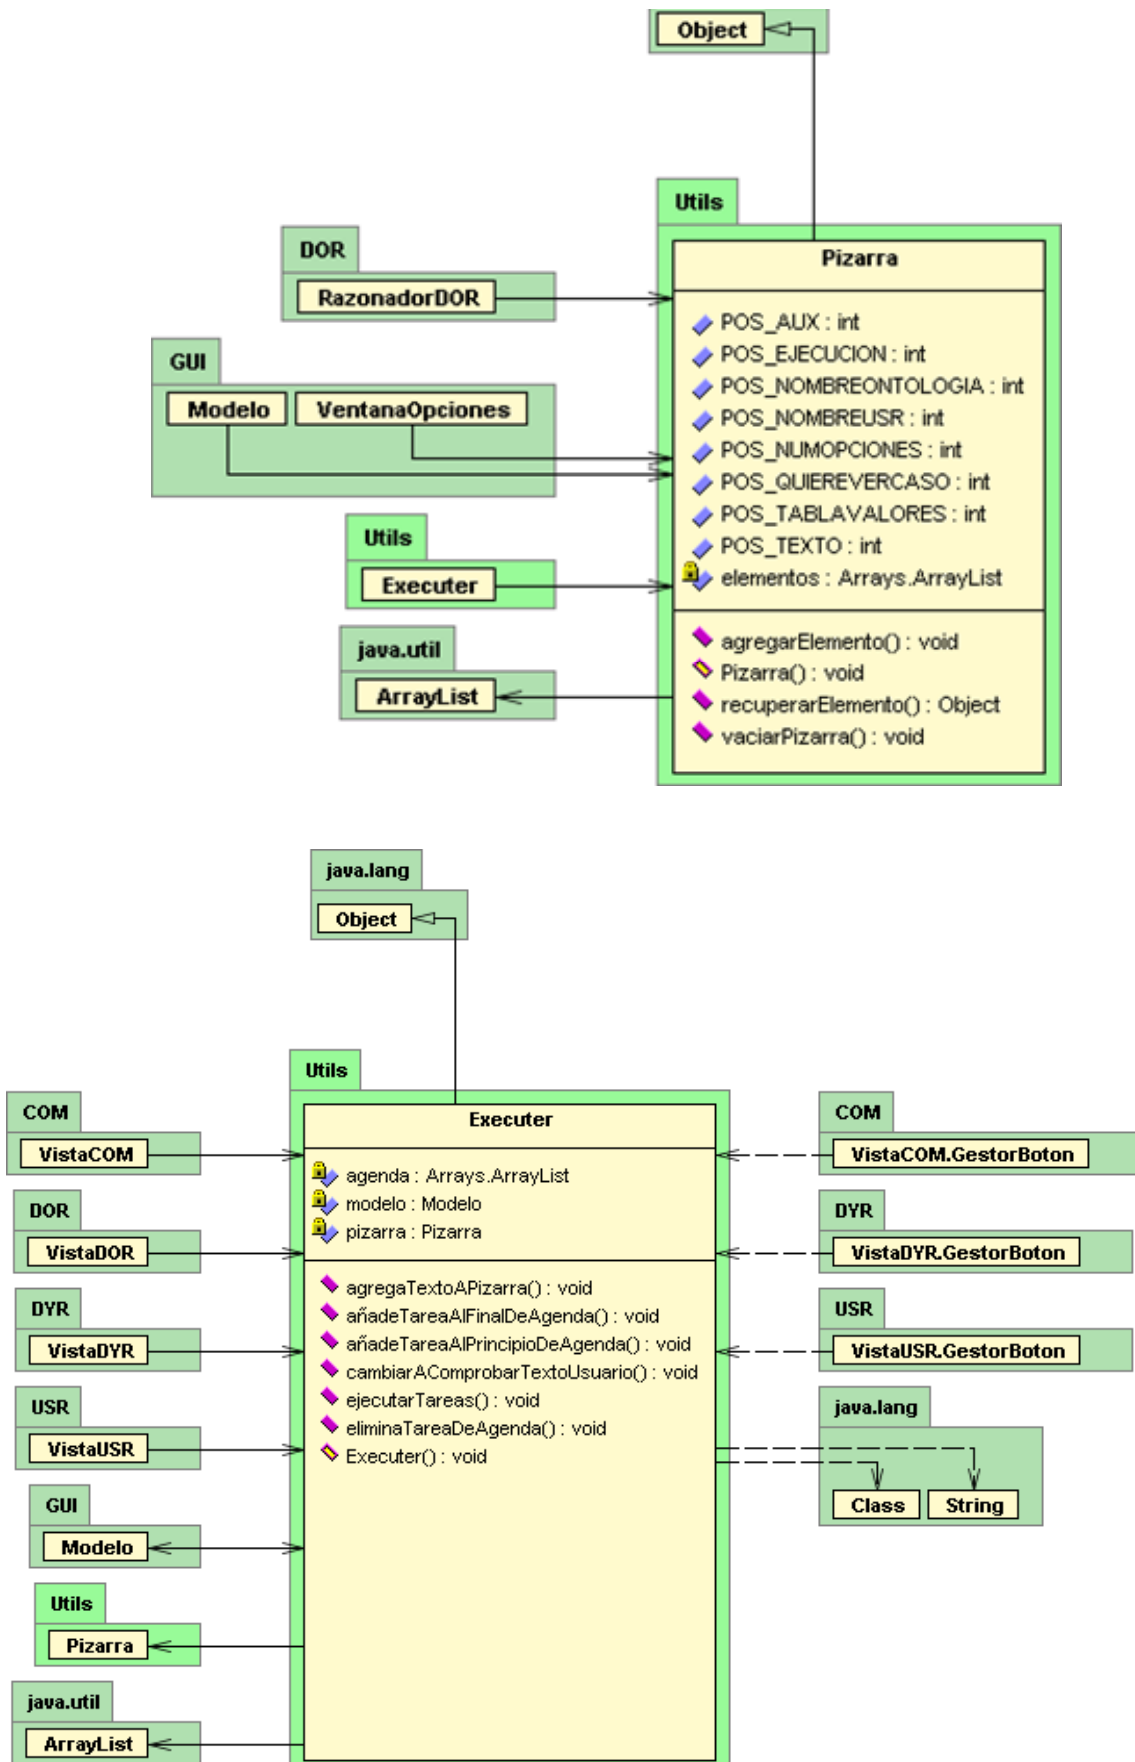 Object
Utils
Pizarra
DOR
RazonadorDOR
POS_AUX : int
POS_EJECUCION : int
GUI
POS_NOMBREONTOLOGIA : int
Modelo VentanaOpciones
POS_NOMBREUSR : int
POS_NUMOPCIONES : int
POS_QUIEREVERCASO : int
POS_TABLAVALORES : int
Utils
POS_TEXTO : int
Executer
elementos : Arrays.ArrayList
java.util
agregarElemento() : void
Pizarra() : void
ArrayList
recuperarElemento() : Object
vaciarPizarra() : void
java.lang
Object
Utils
COM
VistaCOM
DOR
VistaDOR
DYR
VistaDYR
USR
VistaUSR
GUI
Modelo
Utils
Pizarra
java.util
ArrayList
Executer
agenda : Arrays.ArrayList
modelo : Modelo
pizarra : Pizarra
agregaTextoAPizarra() : void
añadeTareaAlFinalDeAgenda() : void
añadeTareaAlPrincipioDeAgenda() : void
cambiarAComprobarTextoUsuario() : void
ejecutarTareas() : void
eliminaTareaDeAgenda() : void
Executer() : void
COM
VistaCOM.GestorBoton
DYR
VistaDYR.GestorBoton
USR
VistaUSR.GestorBoton
java.lang
Class String